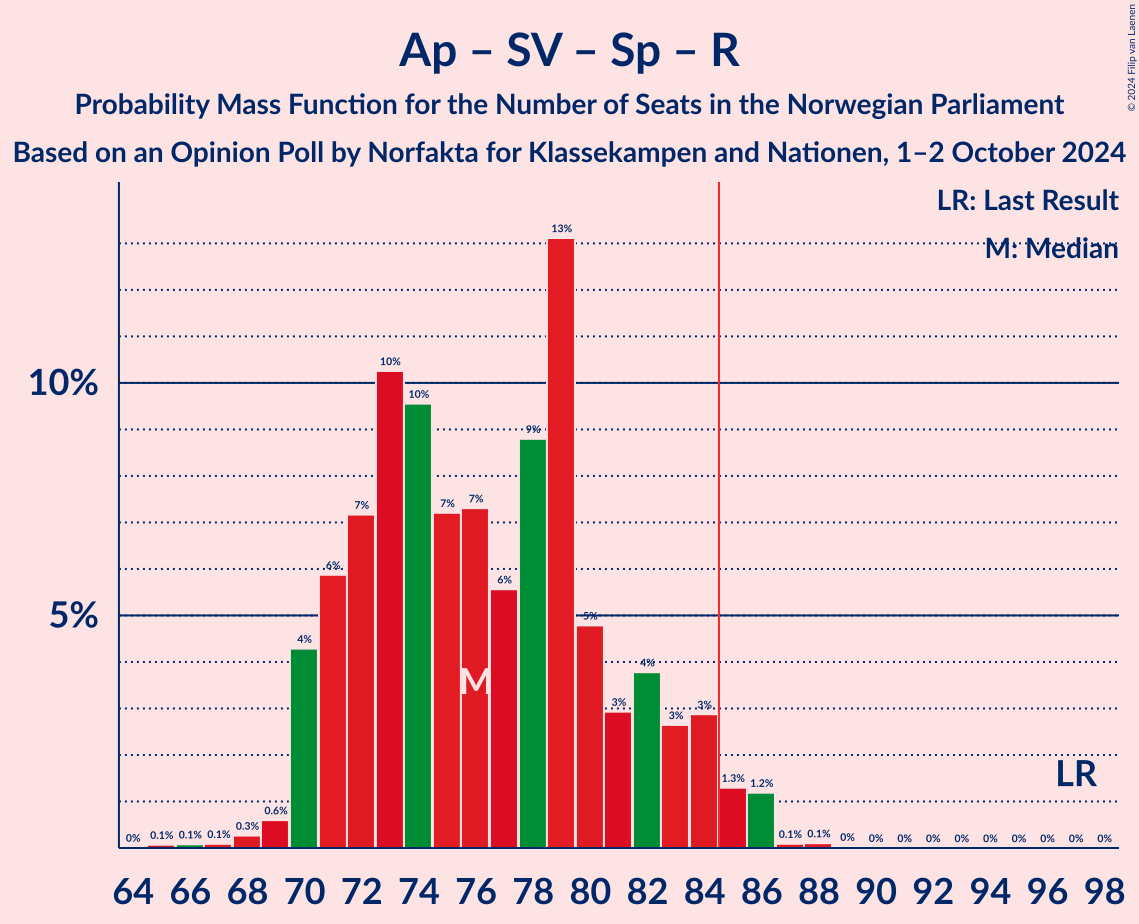 Ap – SV – Sp – R
Probability Mass Function for the Number of Seats in the Norwegian Parliament
Based on an Opinion Poll by Norfakta for Klassekampen and Nationen, 1–2 October 2024
© 2024 Filip van Laenen
LR: Last Result
M: Median
10%
5%
0% 0.1% 0.1% 0.1% 0.3% 0.6% 4% 6% 7% 10% 10% 7% 7% 6% 9% 13% 5% 3% 4% 3% 3% 1.3% 1.2% 0.1% 0.1% 0% 0% 0% 0% 0% 0% 0% 0% 0% 0%
M
LR
64 66 68 70 72 74 76 78 80 82 84 86 88 90 92 94 96 98